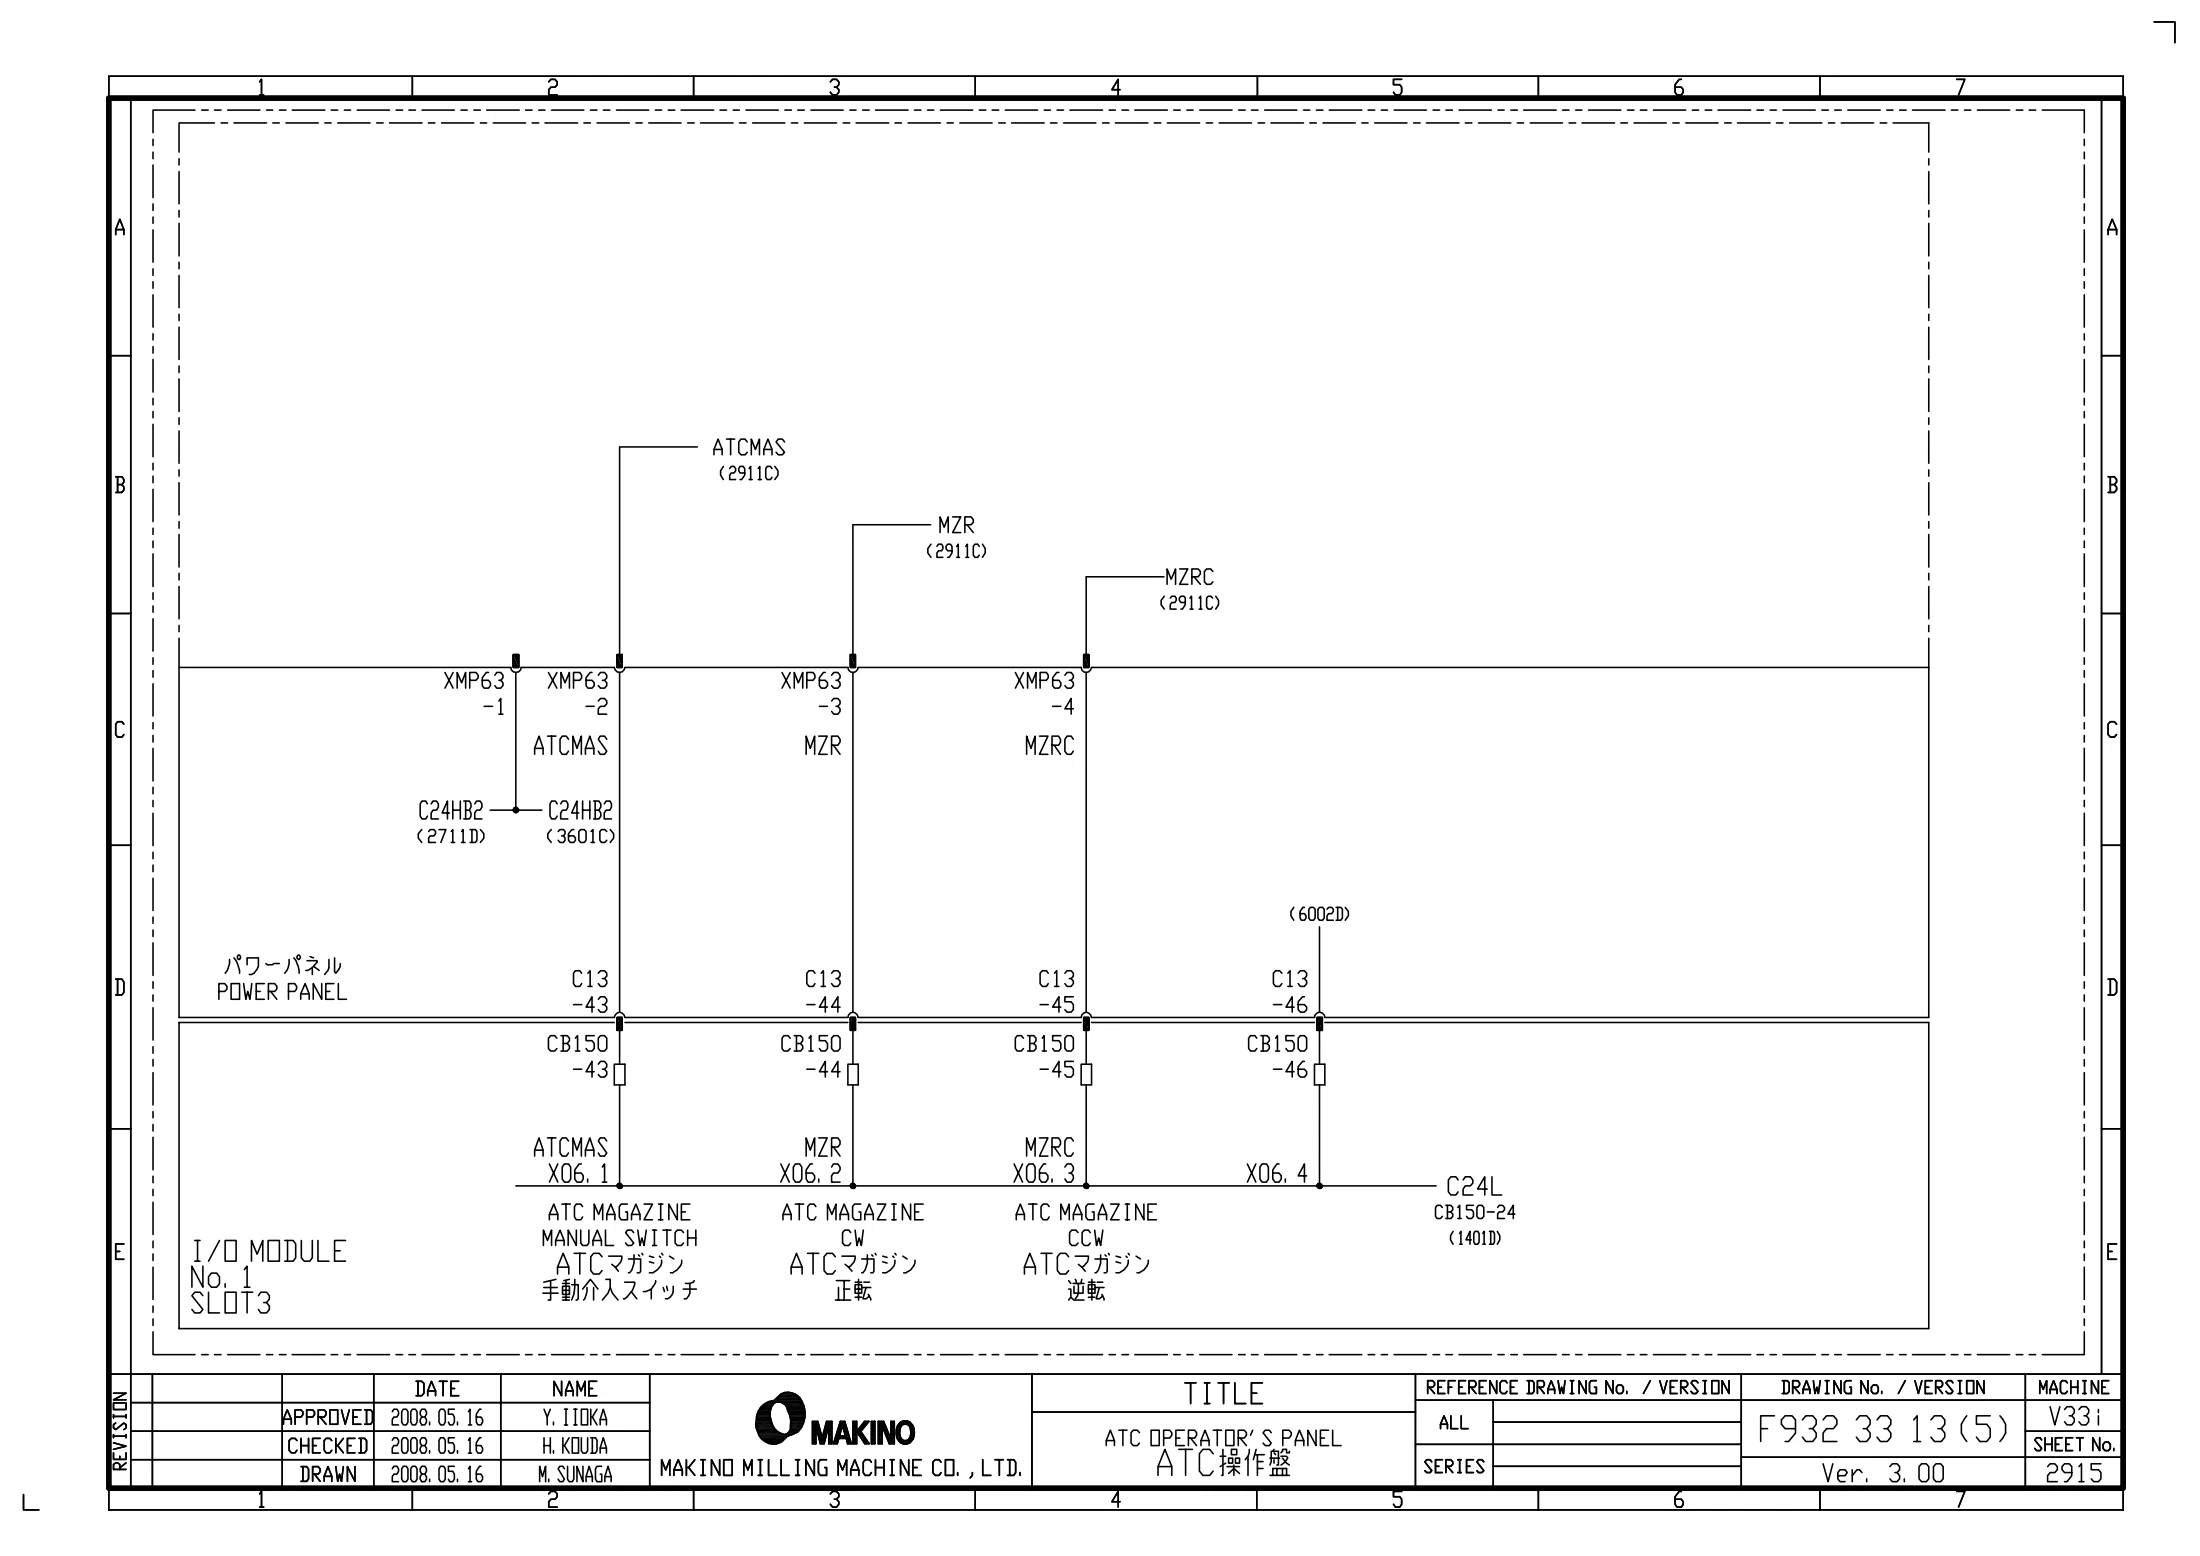 1 2 3 4 5 6 7
A A
B B
C C
D D
E E
ATCMAS
(2911C)
MZR
(2911C)
MZRC
(2911C)
XMP63 XMP63 XMP63 XMP63
-1 -2 -3 -4
ATCMAS MZR MZRC
C24HB2 C24HB2
(2711D) (3601C)
(6002D)
パワーパネル
POWER PANEL
C13 C13 C13 C13
-43 -44 -45 -46
CB150 CB150 CB150 CB150
-43 -44 -45 -46
ATCMAS MZR MZRC
X06.1 X06.2 X06.3 X06.4
C24L
CB150-24
(1401D)
ATC MAGAZINE ATC MAGAZINE ATC MAGAZINE
MANUAL SWITCH CW CCW
ATCマガジン ATCマガジン ATCマガジン
手動介入スイッチ 正転 逆転
I/O MODULE
No.1
SLOT3
REVISION
DATE NAME
APPROVED 2008.05.16 Y.IIOKA
CHECKED 2008.05.16 H.KOUDA
DRAWN 2008.05.16 M.SUNAGA
MAKINO
MAKINO MILLING MACHINE CO.,LTD.
TITLE
ATC OPERATOR'S PANEL
ATC操作盤
REFERENCE DRAWING No. / VERSION
ALL
SERIES
DRAWING No. / VERSION
F932 33 13(5)
Ver. 3.00
MACHINE
V33i
SHEET No.
2915
1 2 3 4 5 6 7